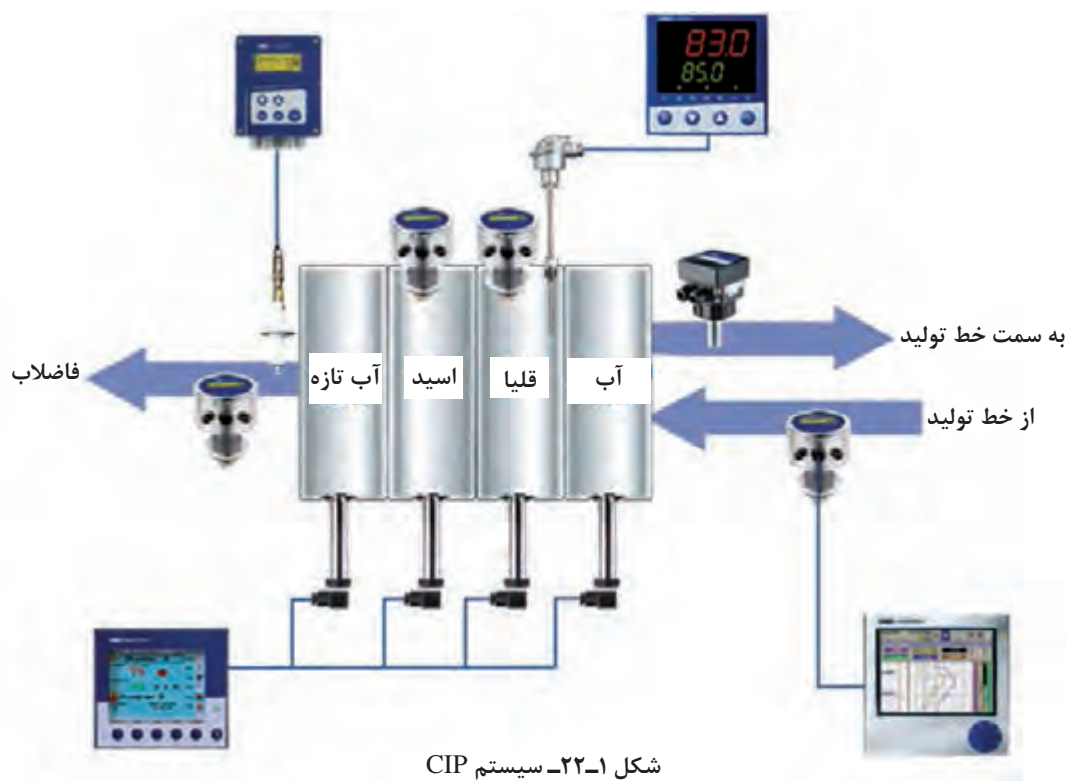 83.0
85.0
به سمت خط تولید
فاضلاب
آب تازه
اسید
قلیا
آب
از خط تولید
شکل ۱ــ۲۲ــ سیستم CIP